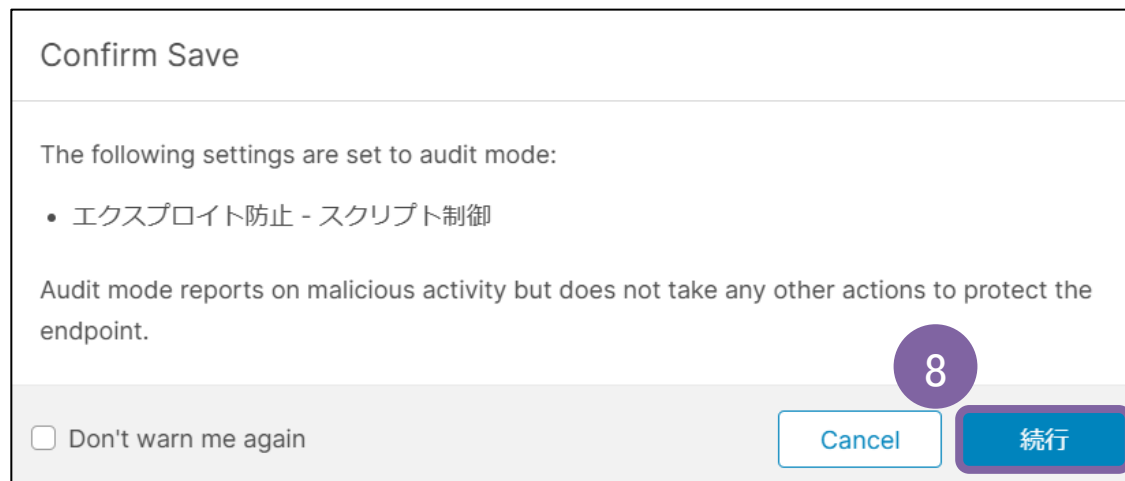 Confirm Save
The following settings are set to audit mode:
• エクスプロイト防止 - スクリプト制御
Audit mode reports on malicious activity but does not take any other actions to protect the
endpoint.
8
Don't warn me again
Cancel
続行